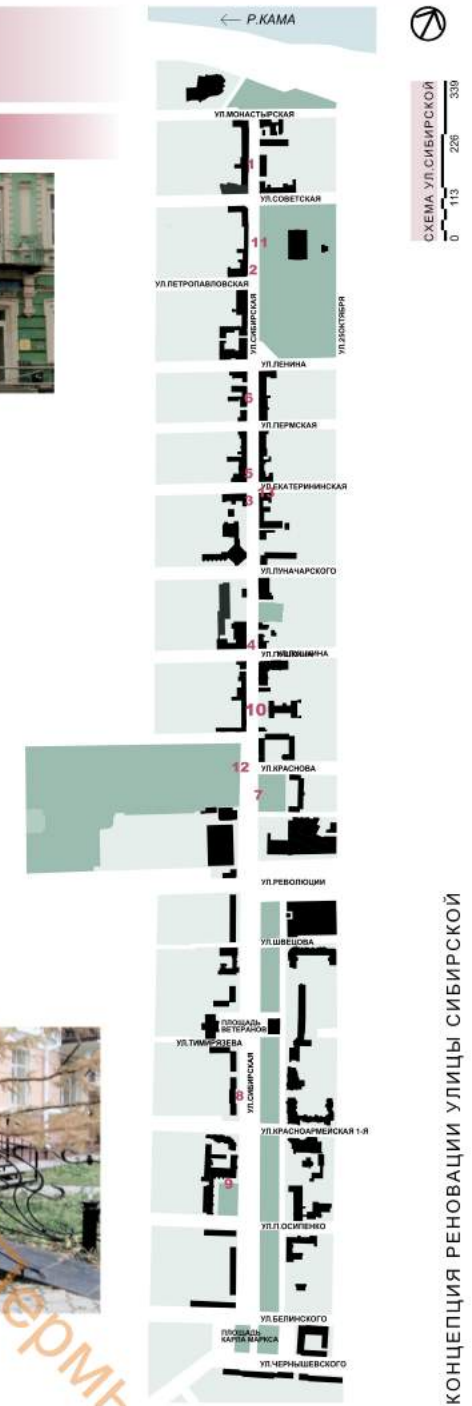 ← Р.КАМА
УЛ.МОНАСТЫРСКАЯ
1
УЛ.СОВЕТСКАЯ
11
2
УЛ.ПЕТРОПАВЛОВСКАЯ
УЛ.СИБИРСКАЯ
УЛ.25ОКТЯБРЯ
УЛ.ЛЕНИНА
6
УЛ.ПЕРМСКАЯ
5
УЛ.ЕКАТЕРИНИНСКАЯ
13
3
УЛ.ЛУНАЧАРСКОГО
4
10
12
УЛ.КРАСНОВА
7
УЛ.РЕВОЛЮЦИИ
УЛ.ШВЕЦОВА
ПЛОЩАДЬ
ВЕТЕРАНОВ
УЛ.ТИМИРЯЗЕВА
УЛ.СИБИРСКАЯ
8
УЛ.КРАСНОАРМЕЙСКАЯ 1-Я
9
УЛ.П.ОСИПЕНКО
УЛ.БЕЛИНСКОГО
ПЛОЩАДЬ
КАРЛА МАРКСА
УЛ.ЧЕРНЫШЕВСКОГО
СХЕМА УЛ.СИБИРСКОЙ
0 113 226 339
КОНЦЕПЦИЯ РЕНОВАЦИИ УЛИЦЫ СИБИРСКОЙ